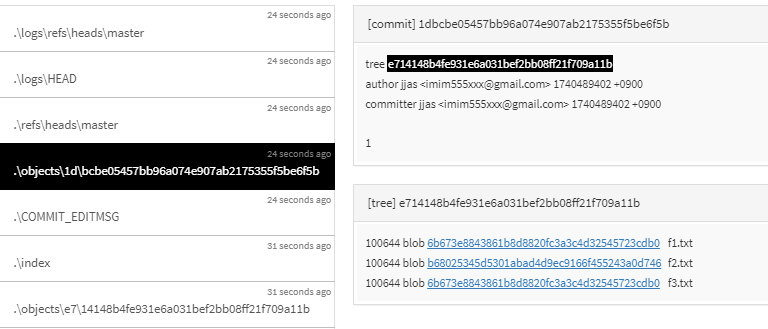 24 seconds ago
.\logs\refs\heads\master
24 seconds ago
.\logs\HEAD
24 seconds ago
.\refs\heads\master
24 seconds ago
.\objects\1d\bcbe05457bb96a074e907ab2175355f5be6f5b
24 seconds ago
.\COMMIT_EDITMSG
31 seconds ago
.\index
31 seconds ago
.\objects\e7\14148b4fe931e6a031bef2bb08ff21f709a11b
[commit] 1dbcbe05457bb96a074e907ab2175355f5be6f5b
tree e714148b4fe931e6a031bef2bb08ff21f709a11b
author jjas <imim555xxx@gmail.com> 1740489402 +0900
committer jjas <imim555xxx@gmail.com> 1740489402 +0900
1
[tree] e714148b4fe931e6a031bef2bb08ff21f709a11b
100644 blob 6b673e8843861b8d8820fc3a3c4d32545723cdb0 f1.txt
100644 blob b68025345d5301abad4d9ec9166f455243a0d746 f2.txt
100644 blob 6b673e8843861b8d8820fc3a3c4d32545723cdb0 f3.txt